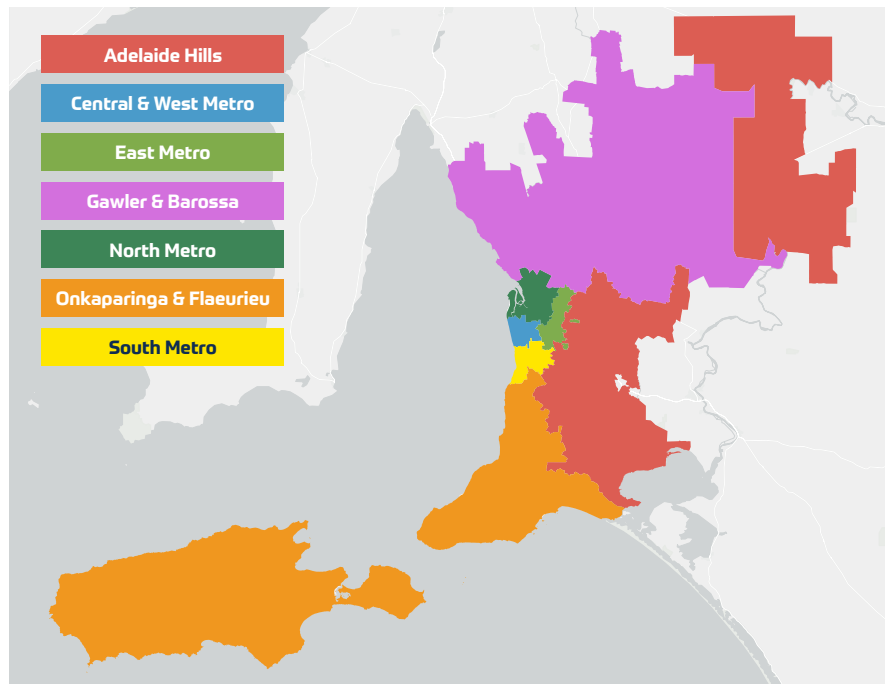 Adelaide Hills
Central & West Metro
East Metro
Gawler & Barossa
North Metro
Onkaparinga & Flaeurieu
South Metro